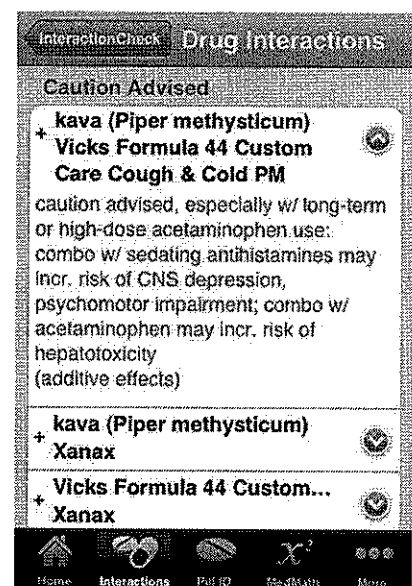 InteractionCheck Drug Interactions
Caution Advised
+ kava (Piper methysticum)
Vicks Formula 44 Custom
Care Cough & Cold PM
caution advised, especially w/ long-term
or high-dose acetaminophen use:
combo w/ sedating antihistamines may
incr. risk of CNS depression,
psychomotor impairment; combo w/
acetaminophen may incr. risk of
hepatotoxicity
(additive effects)
+ kava (Piper methysticum)
Xanax
+ Vicks Formula 44 Custom...
Xanax
Home Interactions Pill ID MedMath More